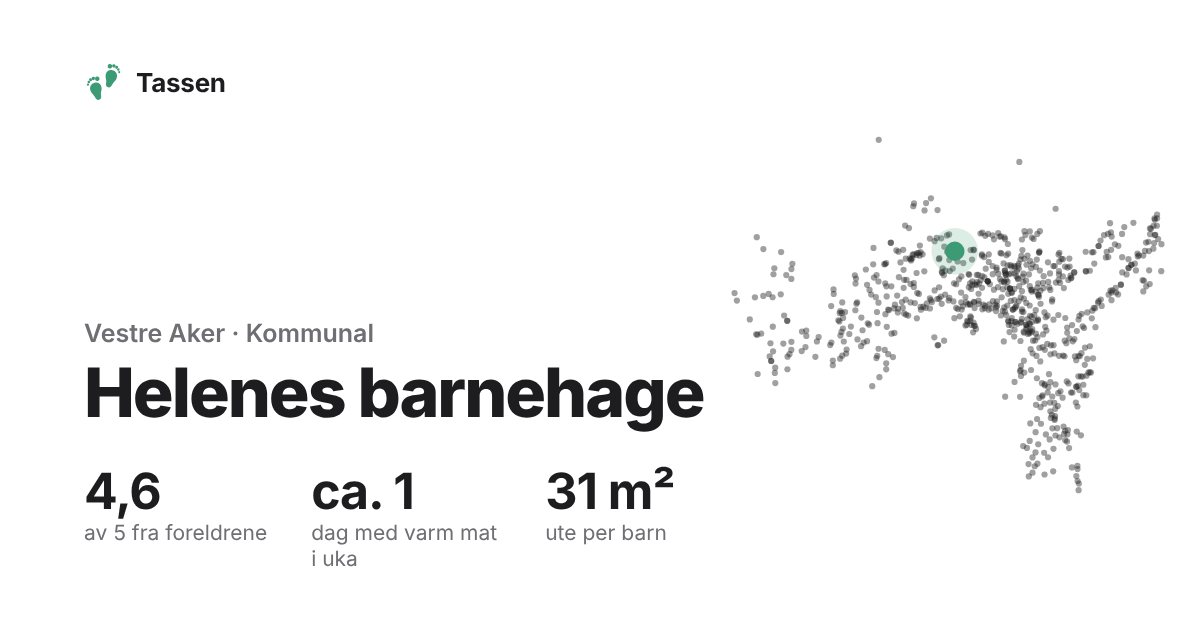 Tassen
Vestre Aker · Kommunal
Helenes barnehage
4,6
av 5 fra foreldrene
ca. 1
dag med varm mat
i uka
31 m²
ute per barn